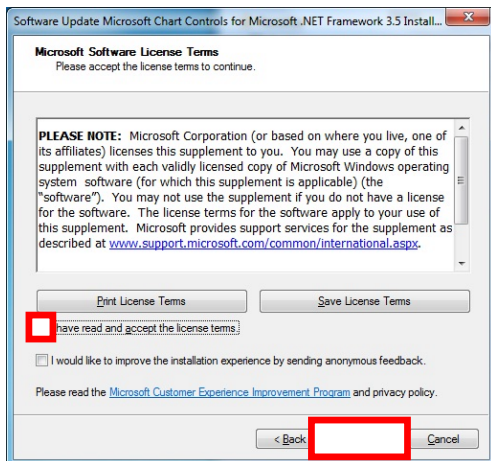 Software Update Microsoft Chart Controls for Microsoft .NET Framework 3.5 Install...
Microsoft Software License Terms
Please accept the license terms to continue.
PLEASE NOTE: Microsoft Corporation (or based on where you live, one of
its affiliates) licenses this supplement to you. You may use a copy of this
supplement with each validly licensed copy of Microsoft Windows operating
system software (for which this supplement is applicable) (the
"software"). You may not use the supplement if you do not have a license
for the software. The license terms for the software apply to your use of
this supplement. Microsoft provides support services for the supplement as
described at www.support.microsoft.com/common/international.aspx.
Print License Terms Save License Terms
have read and accept the license terms.
I would like to improve the installation experience by sending anonymous feedback.
Please read the Microsoft Customer Experience Improvement Program and privacy policy.
< Back Cancel